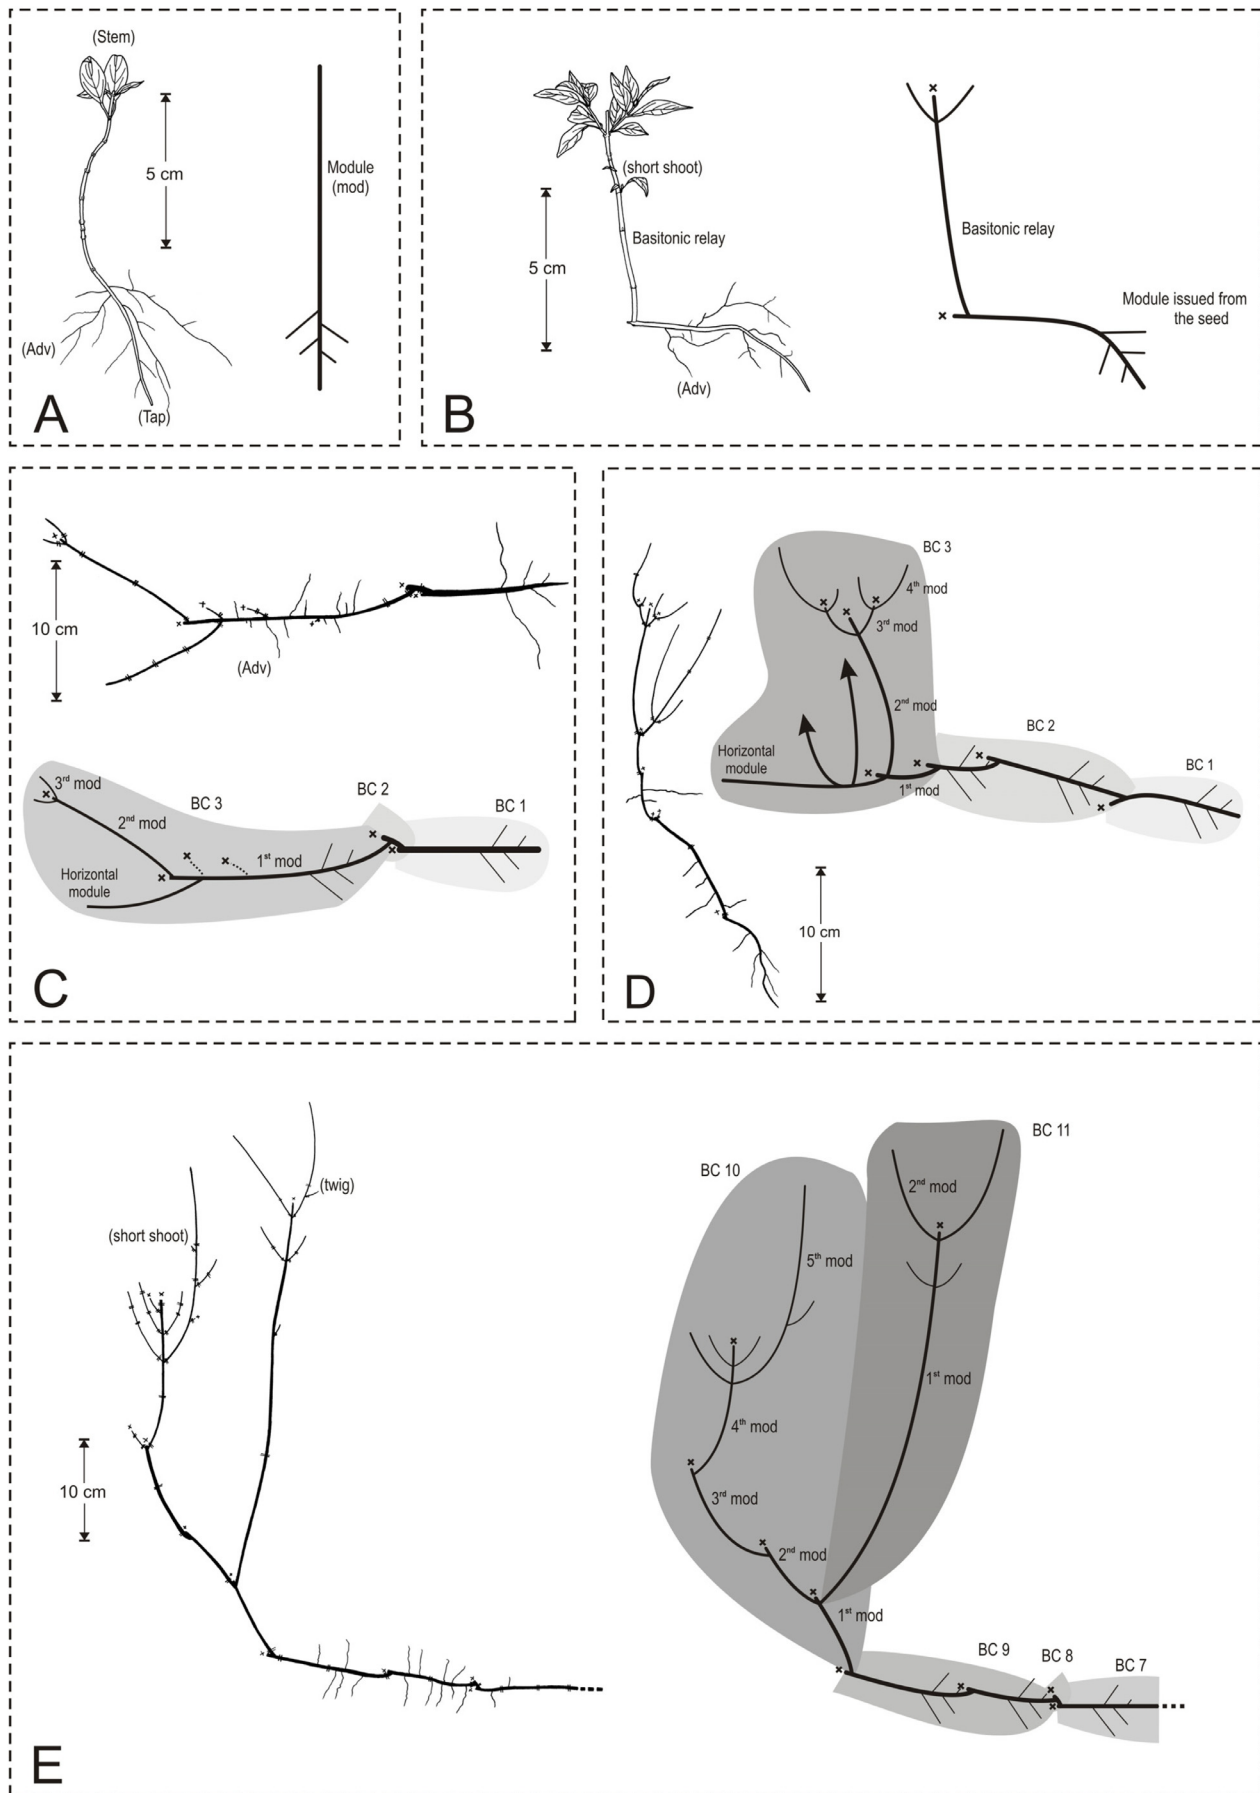 (Stem)
5 cm
Module
(mod)
(Adv)
(Tap)
A
(short shoot)
Basitonic relay
5 cm
(Adv)
Basitonic relay
Module issued from
the seed
B
10 cm
(Adv)
3rd mod
2nd mod
BC 3
BC 2
BC 1
1st mod
Horizontal
module
C
BC 3
4th mod
3rd mod
2nd mod
BC 2
Horizontal
module
BC 1
1st mod
10 cm
D
(twig)
(short shoot)
10 cm
BC 11
BC 10
2nd mod
5th mod
1st mod
4th mod
3rd mod
2nd mod
1st mod
BC 9
BC 8
BC 7
E